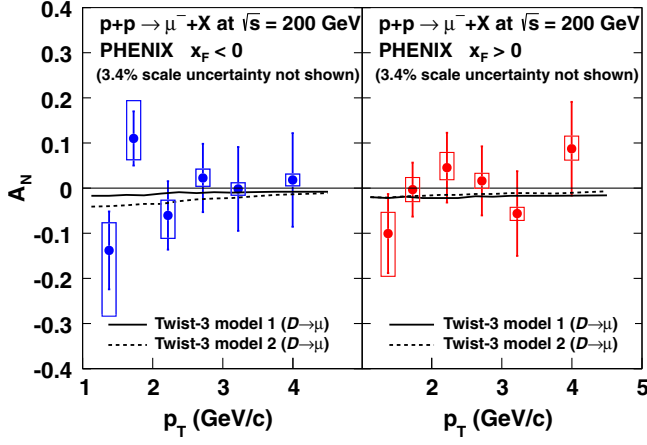 p+p → μ⁻+X at √s = 200 GeV
PHENIX x_F < 0
(3.4% scale uncertainty not shown)
p+p → μ⁻+X at √s = 200 GeV
PHENIX x_F > 0
(3.4% scale uncertainty not shown)
A_N
0.4
0.3
0.2
0.1
0
-0.1
-0.2
-0.3
-0.4
Twist-3 model 1 (D→μ)
Twist-3 model 2 (D→μ)
Twist-3 model 1 (D→μ)
Twist-3 model 2 (D→μ)
1 2 3 4
2 3 4 5
p_T (GeV/c)
p_T (GeV/c)